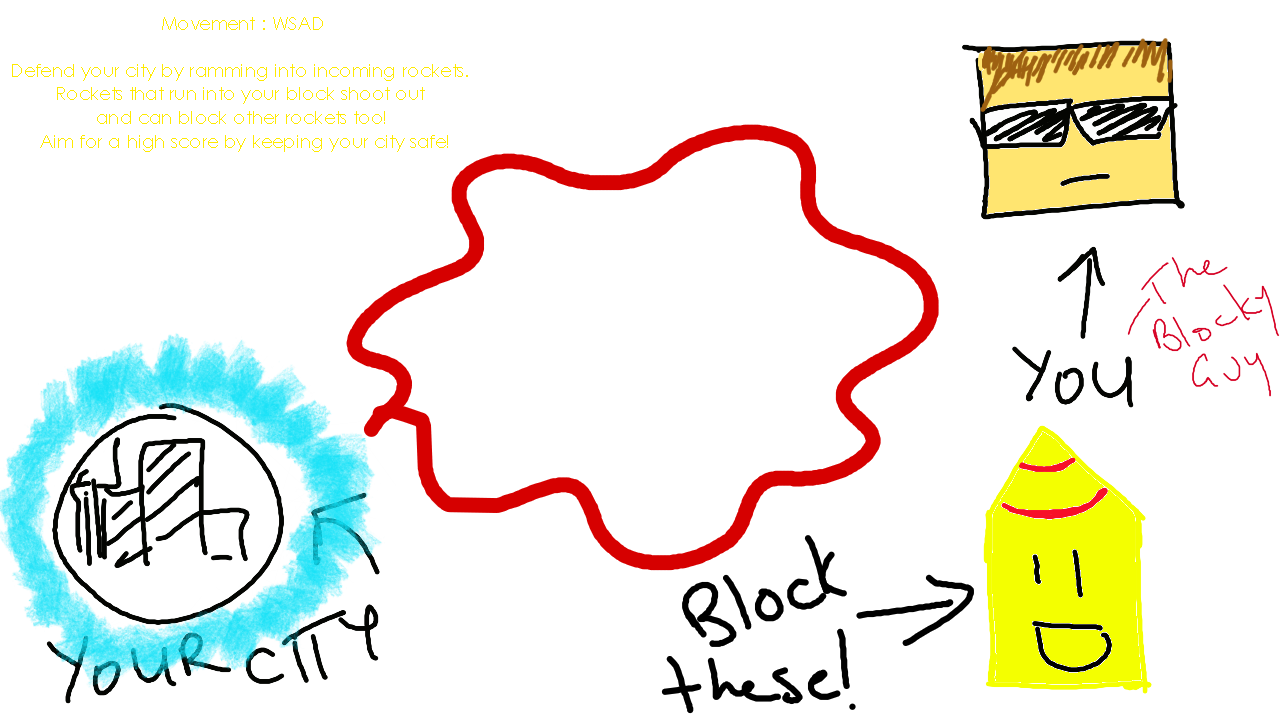 Movement : WSAD
Defend your city by ramming into incoming rockets.
Rockets that run into your block shoot out
and can block other rockets too!
Aim for a high score by keeping your city safe!
The
Blocky
Guy
YOU
Block
these!
YOUR CITY